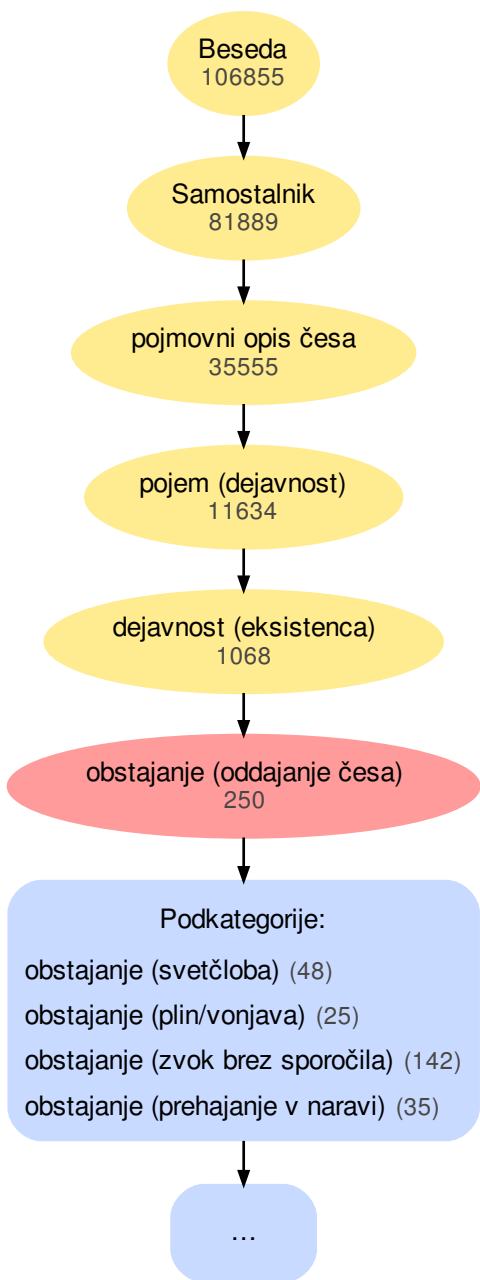 Beseda
106855
Samostalnik
81889
pojmovni opis česa
35555
pojem (dejavnost)
11634
dejavnost (eksistenca)
1068
obstajanje (oddajanje česa)
250
Podkategorije:
obstajanje (svetčloba) (48)
obstajanje (plin/vonjava) (25)
obstajanje (zvok brez sporočila) (142)
obstajanje (prehajanje v naravi) (35)
...